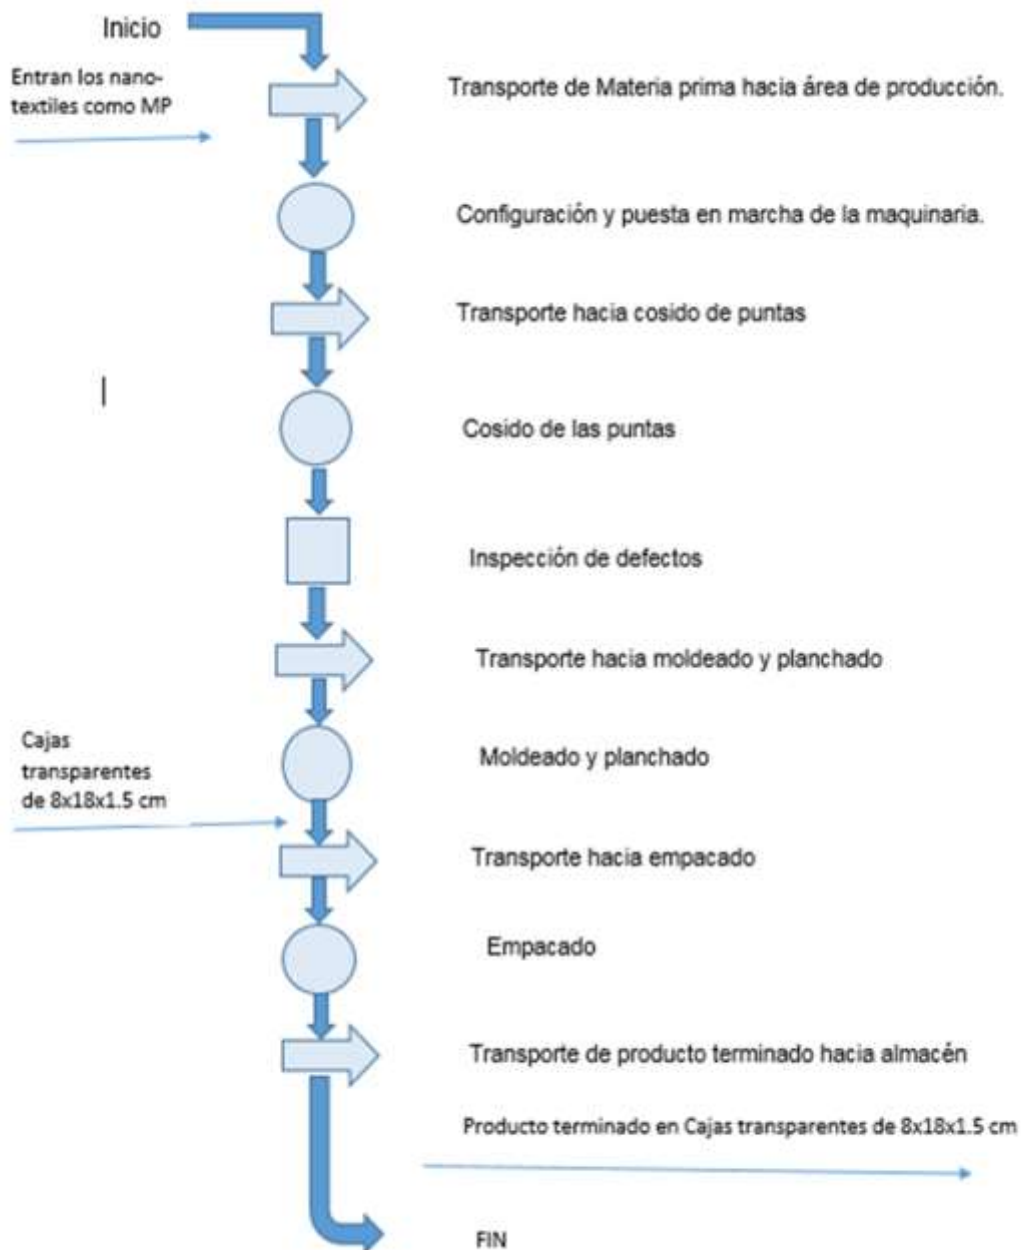 Inicio
Entran los nano-
textiles como MP
Transporte de Materia prima hacia área de producción.
Configuración y puesta en marcha de la maquinaria.
Transporte hacia cosido de puntas
Cosido de las puntas
Inspección de defectos
Transporte hacia moldeado y planchado
Cajas
transparentes
de 8x18x1.5 cm
Moldeado y planchado
Transporte hacia empacado
Empacado
Transporte de producto terminado hacia almacén
Producto terminado en Cajas transparentes de 8x18x1.5 cm
FIN